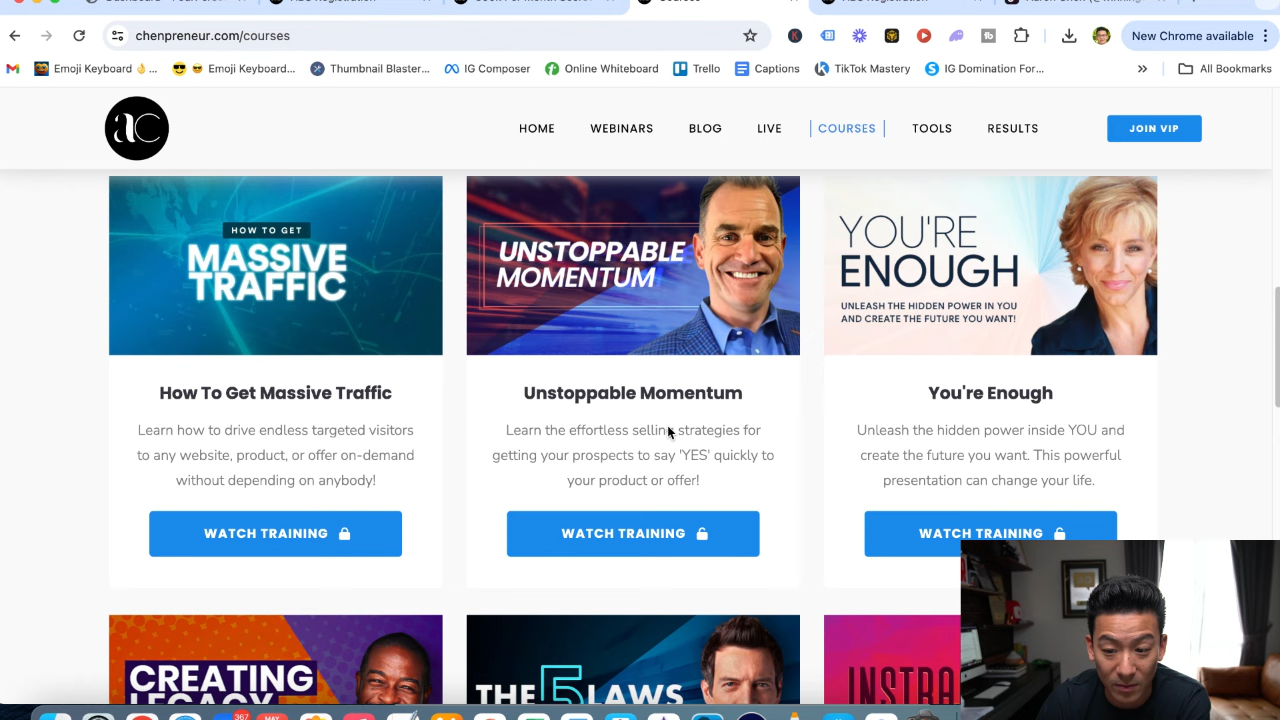 chenpreneur.com/courses
New Chrome available
Emoji Keyboard 👌...
Emoji Keyboard...
Thumbnail Blaster...
IG Composer
Online Whiteboard
Trello
Captions
TikTok Mastery
IG Domination For...
»
All Bookmarks
ac
HOME
WEBINARS
BLOG
LIVE
COURSES
TOOLS
RESULTS
JOIN VIP
HOW TO GET
MASSIVE
TRAFFIC
UNSTOPPABLE
MOMENTUM
YOU'RE
ENOUGH
UNLEASH THE HIDDEN POWER IN YOU
AND CREATE THE FUTURE YOU WANT!
How To Get Massive Traffic
Learn how to drive endless targeted visitors
to any website, product, or offer on-demand
without depending on anybody!
WATCH TRAINING
Unstoppable Momentum
Learn the effortless selling strategies for
getting your prospects to say 'YES' quickly to
your product or offer!
WATCH TRAINING
You're Enough
Unleash the hidden power inside YOU and
create the future you want. This powerful
presentation can change your life.
WATCH TRAINING
CREATING
LEGACY
THE 5 LAWS
INSTRA
367
MAY